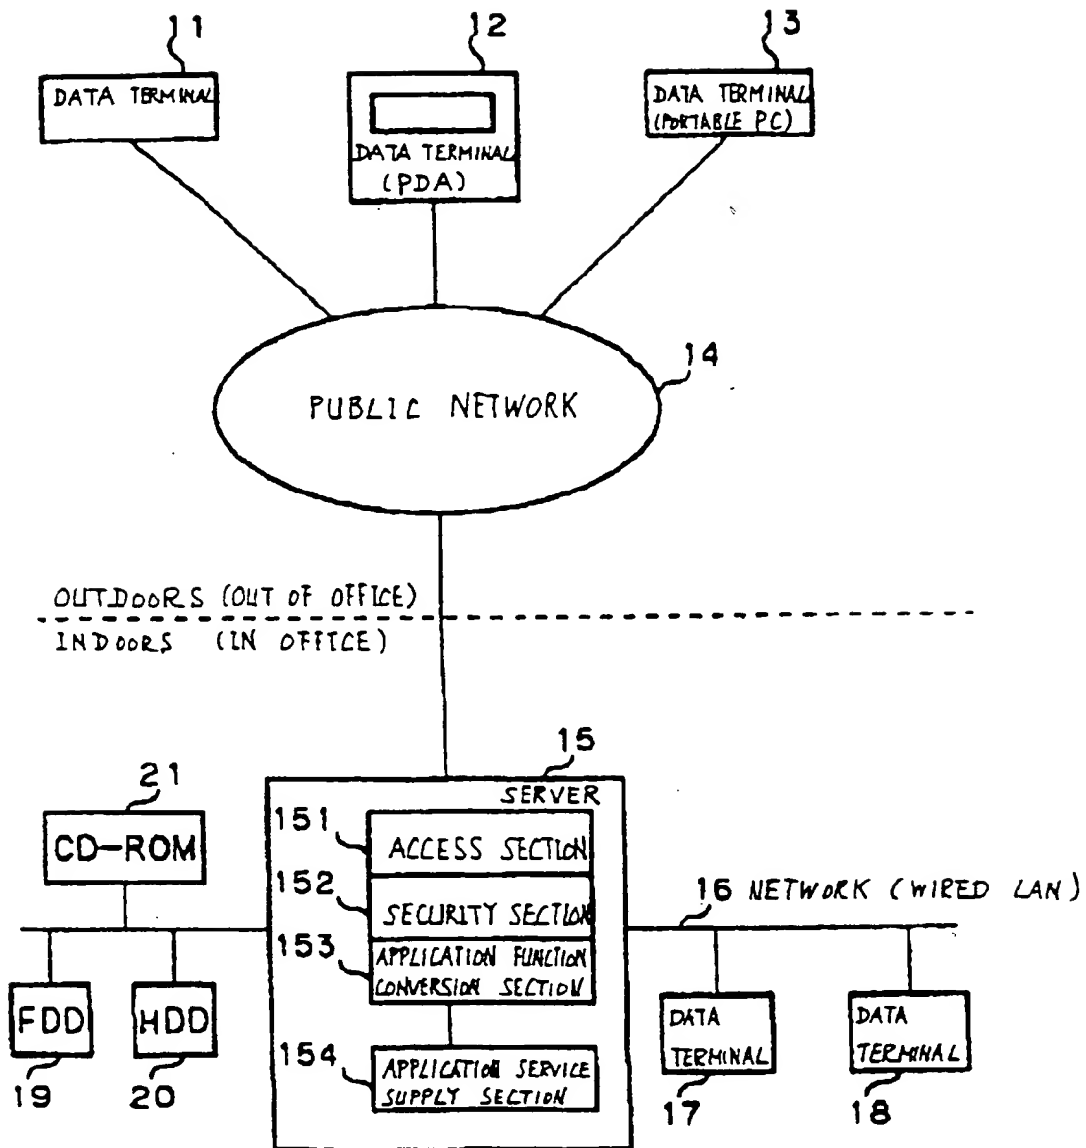 11
12
13
DATA TERMINAL
DATA TERMINAL
(PDA)
DATA TERMINAL
(PORTABLE PC)
14
PUBLIC NETWORK
OUTDOORS (OUT OF OFFICE)
INDOORS (IN OFFICE)
15
SERVER
21
CD-ROM
151
ACCESS SECTION
152
SECURITY SECTION
153
APPLICATION FUNCTION
CONVERSION SECTION
154
APPLICATION SERVICE
SUPPLY SECTION
16 NETWORK (WIRED LAN)
FDD
HDD
19
20
DATA
TERMINAL
17
DATA
TERMINAL
18